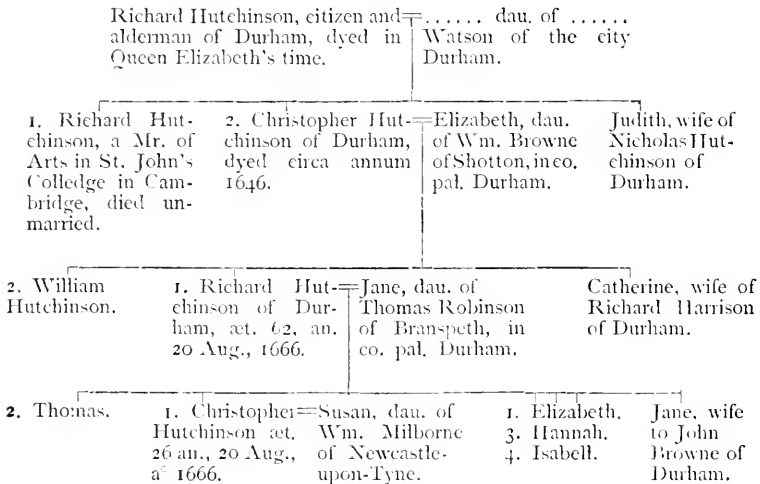 Richard Hutchinson, citizen and
alderman of Durham, dyed in
Queen Elizabeth's time.
...... dau. of ......
Watson of the city
Durham.
1. Richard Hut-
chinson, a Mr. of
Arts in St. John's
Colledge in Cam-
bridge, died un-
married.
2. Christopher Hut-
chinson of Durham,
dyed circa annum
1646.
Elizabeth, dau.
of Wm. Browne
of Shotton, in co.
pal. Durham.
Judith, wife of
Nicholas Hut-
chinson of
Durham.
2. William
Hutchinson.
1. Richard Hut-
chinson of Dur-
ham, æt. 62, an.
20 Aug., 1666.
Jane, dau. of
Thomas Robinson
of Branspeth, in
co. pal. Durham.
Catherine, wife of
Richard Harrison
of Durham.
2. Thomas.
1. Christopher
Hutchinson æt.
26 an., 20 Aug.,
a° 1666.
Susan, dau. of
Wm. Milborne
of Newcastle-
upon-Tyne.
1. Elizabeth.
3. Hannah.
4. Isabell.
Jane, wife
to John
Browne of
Durham.